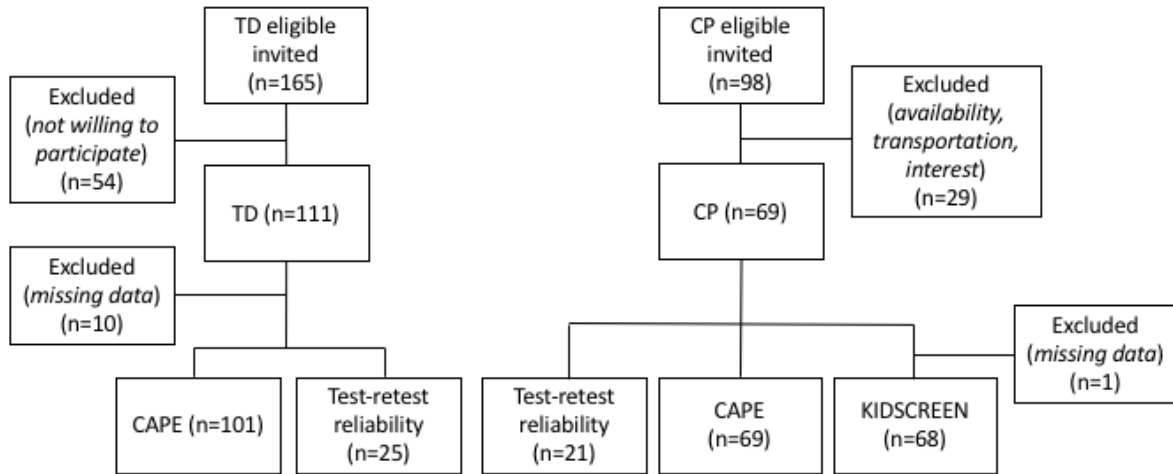 TD eligible
invited
(n=165)
CP eligible
invited
(n=98)
Excluded
(not willing to
participate)
(n=54)
Excluded
(availability,
transportation,
interest)
(n=29)
TD (n=111)
CP (n=69)
Excluded
(missing data)
(n=10)
Excluded
(missing data)
(n=1)
CAPE (n=101)
Test-retest
reliability
(n=25)
Test-retest
reliability
(n=21)
CAPE
(n=69)
KIDSCREEN
(n=68)